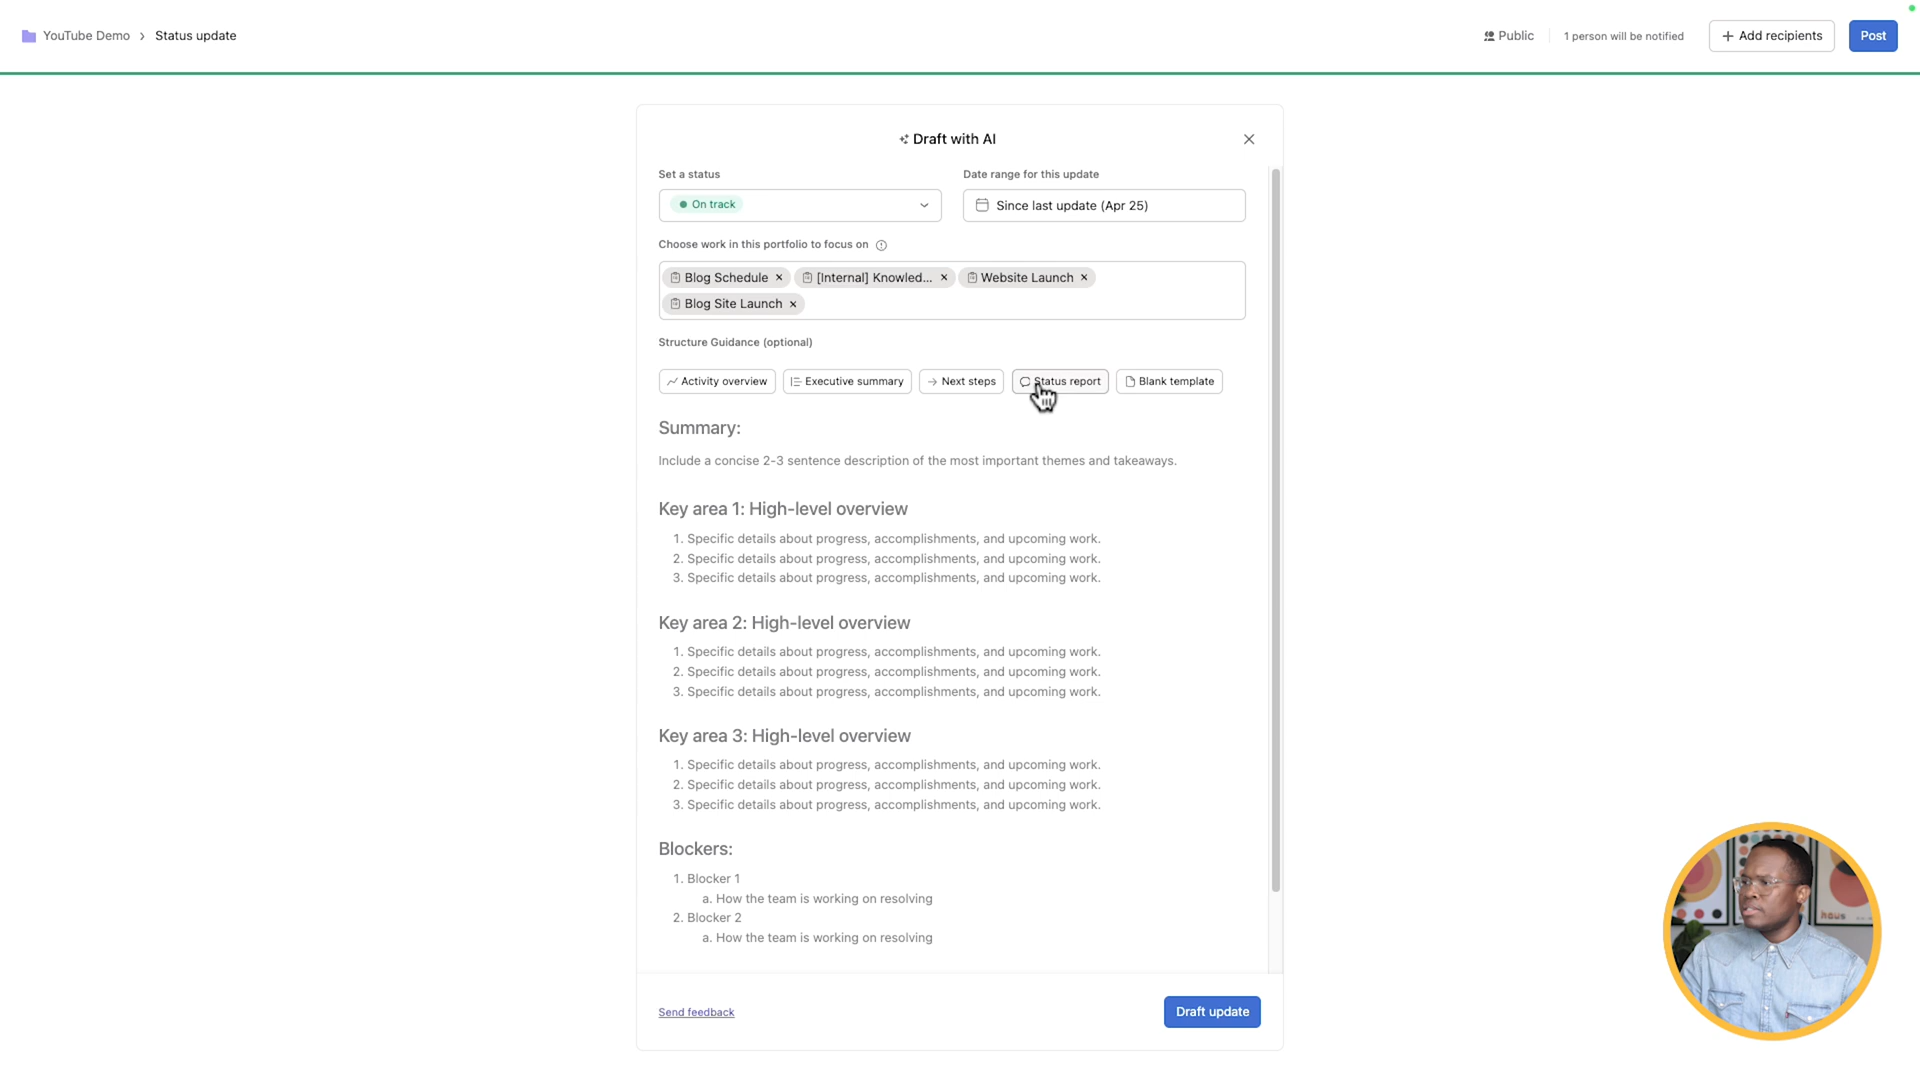 YouTube Demo › Status update
Public
1 person will be notified
+ Add recipients
Post
Draft with AI
Set a status
Date range for this update
On track
Since last update (Apr 25)
Choose work in this portfolio to focus on
Blog Schedule ×
[Internal] Knowled... ×
Website Launch ×
Blog Site Launch ×
Structure Guidance (optional)
Activity overview
Executive summary
Next steps
Status report
Blank template
Summary:
Include a concise 2-3 sentence description of the most important themes and takeaways.
Key area 1: High-level overview
1. Specific details about progress, accomplishments, and upcoming work.
2. Specific details about progress, accomplishments, and upcoming work.
3. Specific details about progress, accomplishments, and upcoming work.
Key area 2: High-level overview
1. Specific details about progress, accomplishments, and upcoming work.
2. Specific details about progress, accomplishments, and upcoming work.
3. Specific details about progress, accomplishments, and upcoming work.
Key area 3: High-level overview
1. Specific details about progress, accomplishments, and upcoming work.
2. Specific details about progress, accomplishments, and upcoming work.
3. Specific details about progress, accomplishments, and upcoming work.
Blockers:
1. Blocker 1
a. How the team is working on resolving
2. Blocker 2
a. How the team is working on resolving
Send feedback
Draft update
haus